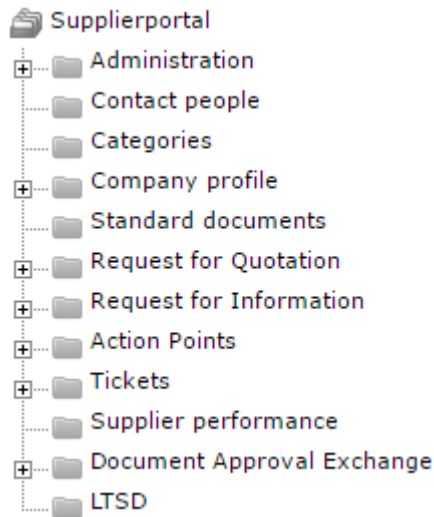 Supplierportal
Administration
Contact people
Categories
Company profile
Standard documents
Request for Quotation
Request for Information
Action Points
Tickets
Supplier performance
Document Approval Exchange
LTSD